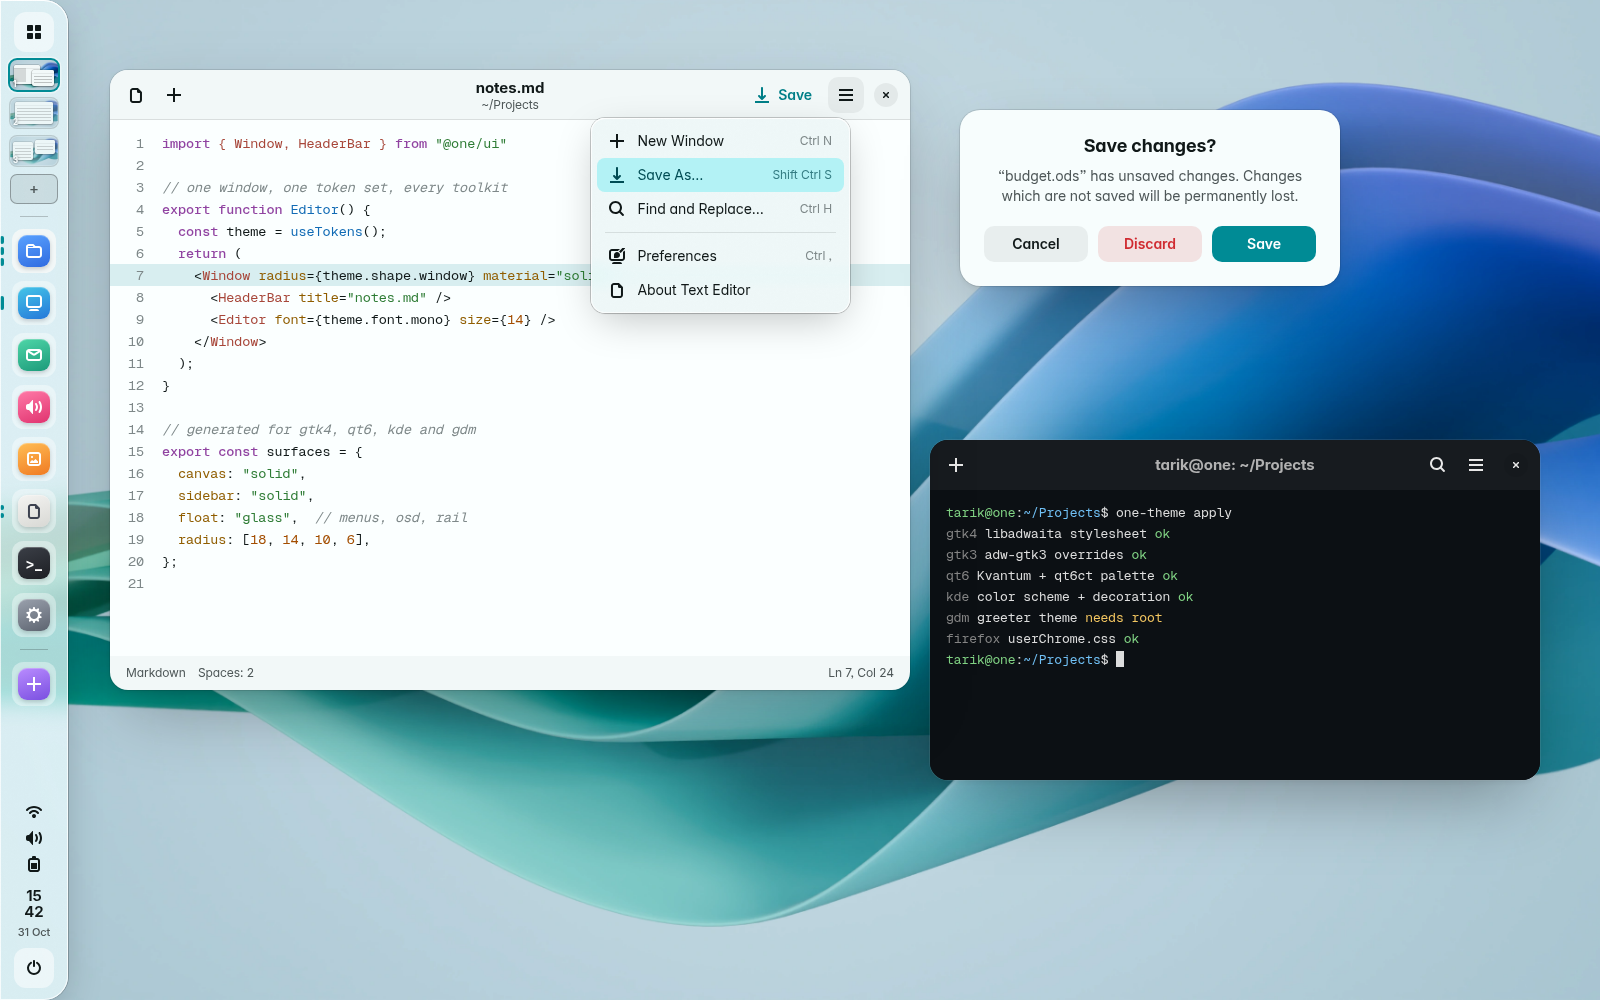 notes.md
~/Projects
Save
1 import { Window, HeaderBar } from "@one/ui"
2
3 // one window, one token set, every toolkit
4 export function Editor() {
5 const theme = useTokens();
6 return (
7 <Window radius={theme.shape.window} material="soli
8 <HeaderBar title="notes.md" />
9 <Editor font={theme.font.mono} size={14} />
10 </Window>
11 );
12 }
13
14 // generated for gtk4, qt6, kde and gdm
15 export const surfaces = {
16 canvas: "solid",
17 sidebar: "solid",
18 float: "glass",  // menus, osd, rail
19 radius: [18, 14, 10, 6],
20 };
21
Markdown Spaces: 2 Ln 7, Col 24
New Window Ctrl N
Save As... Shift Ctrl S
Find and Replace... Ctrl H
Preferences Ctrl ,
About Text Editor
Save changes?
“budget.ods” has unsaved changes. Changes
which are not saved will be permanently lost.
Cancel Discard Save
tarik@one: ~/Projects
tarik@one:~/Projects$ one-theme apply
gtk4 libadwaita stylesheet ok
gtk3 adw-gtk3 overrides ok
qt6 Kvantum + qt6ct palette ok
kde color scheme + decoration ok
gdm greeter theme needs root
firefox userChrome.css ok
tarik@one:~/Projects$
15
42
31 Oct